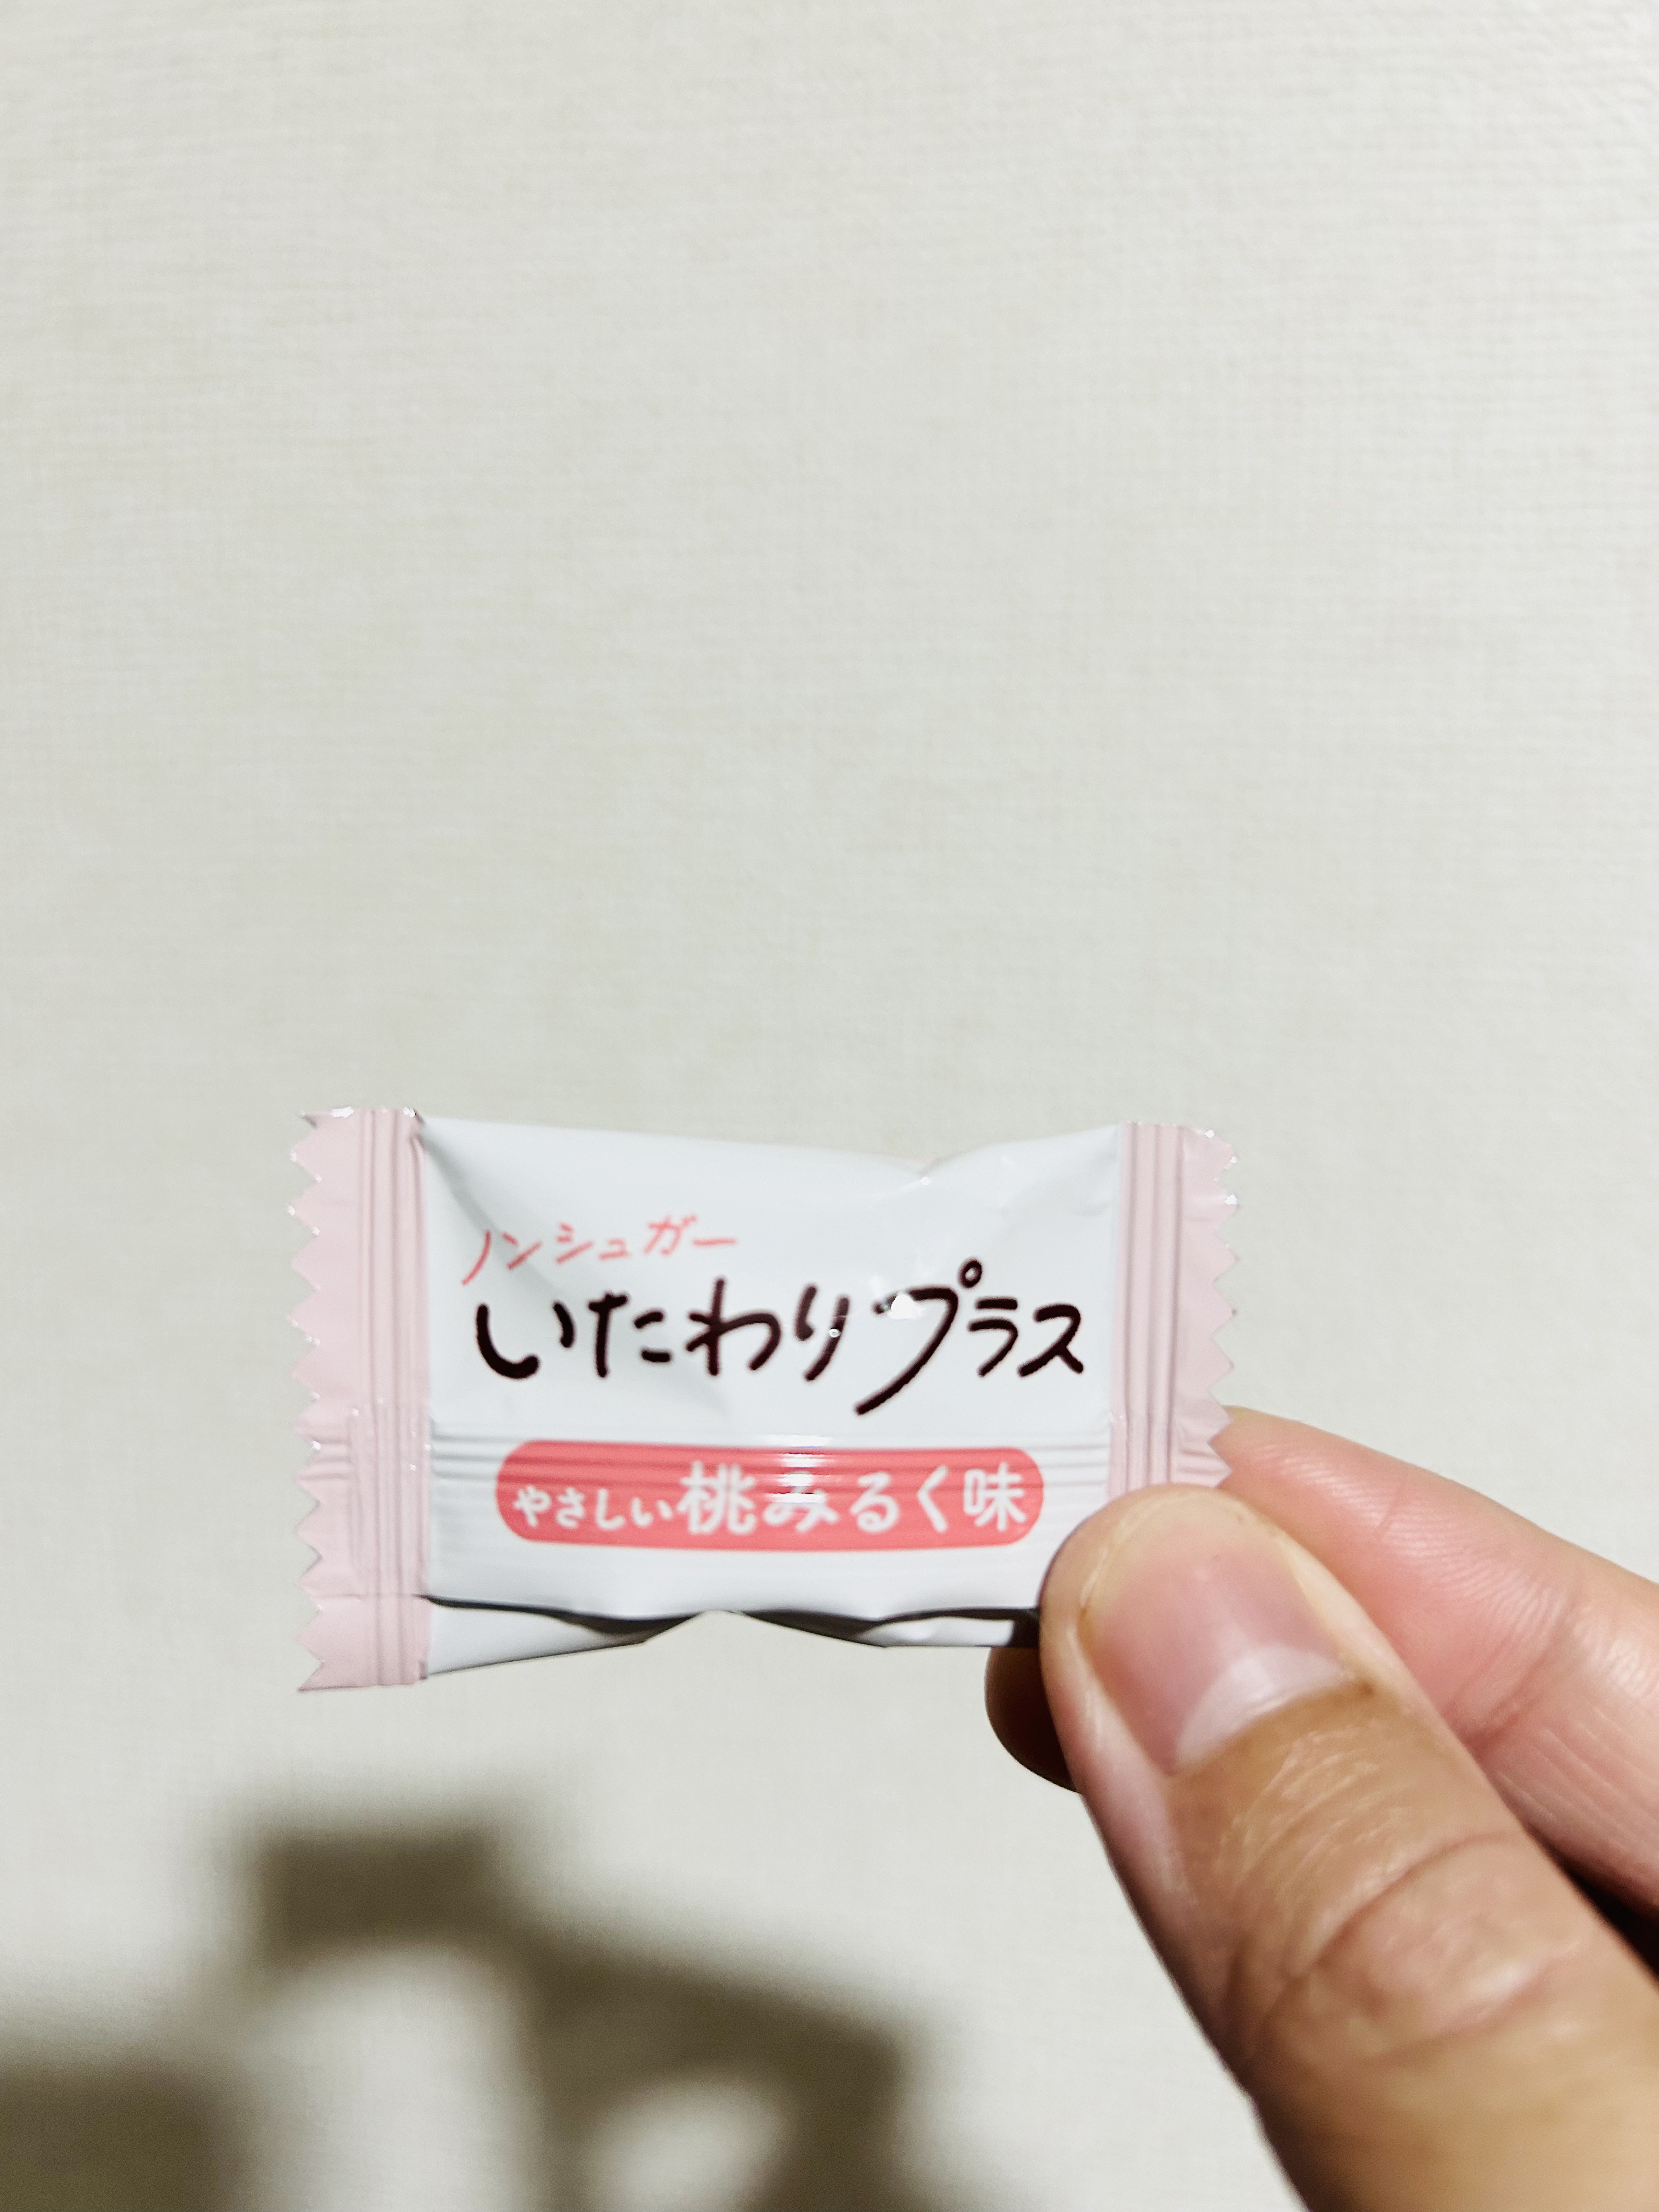 ノンシュガー
いたわりプラス
やさしい桃みるく味